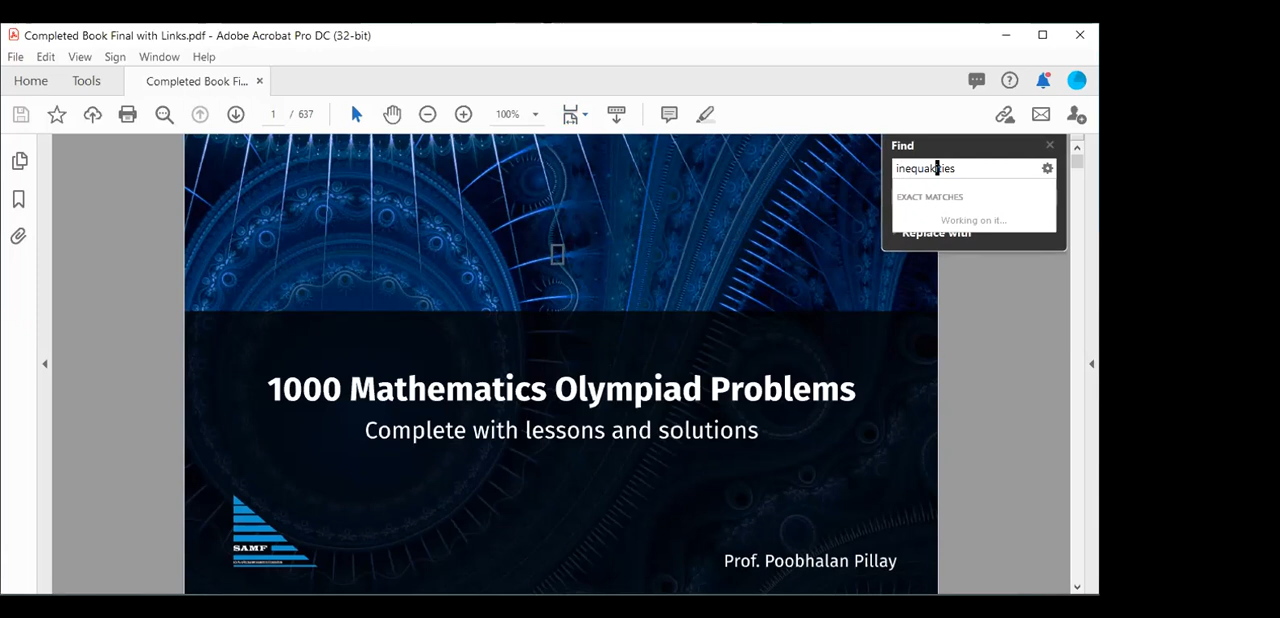 Completed Book Final with Links.pdf - Adobe Acrobat Pro DC (32-bit)
File Edit View Sign Window Help
Home Tools Completed Book Fi... ×
1 / 637 100%
Find
EXACT MATCHES
Working on it...
Replace with
1000 Mathematics Olympiad Problems
Complete with lessons and solutions
SAMF
Prof. Poobhalan Pillay